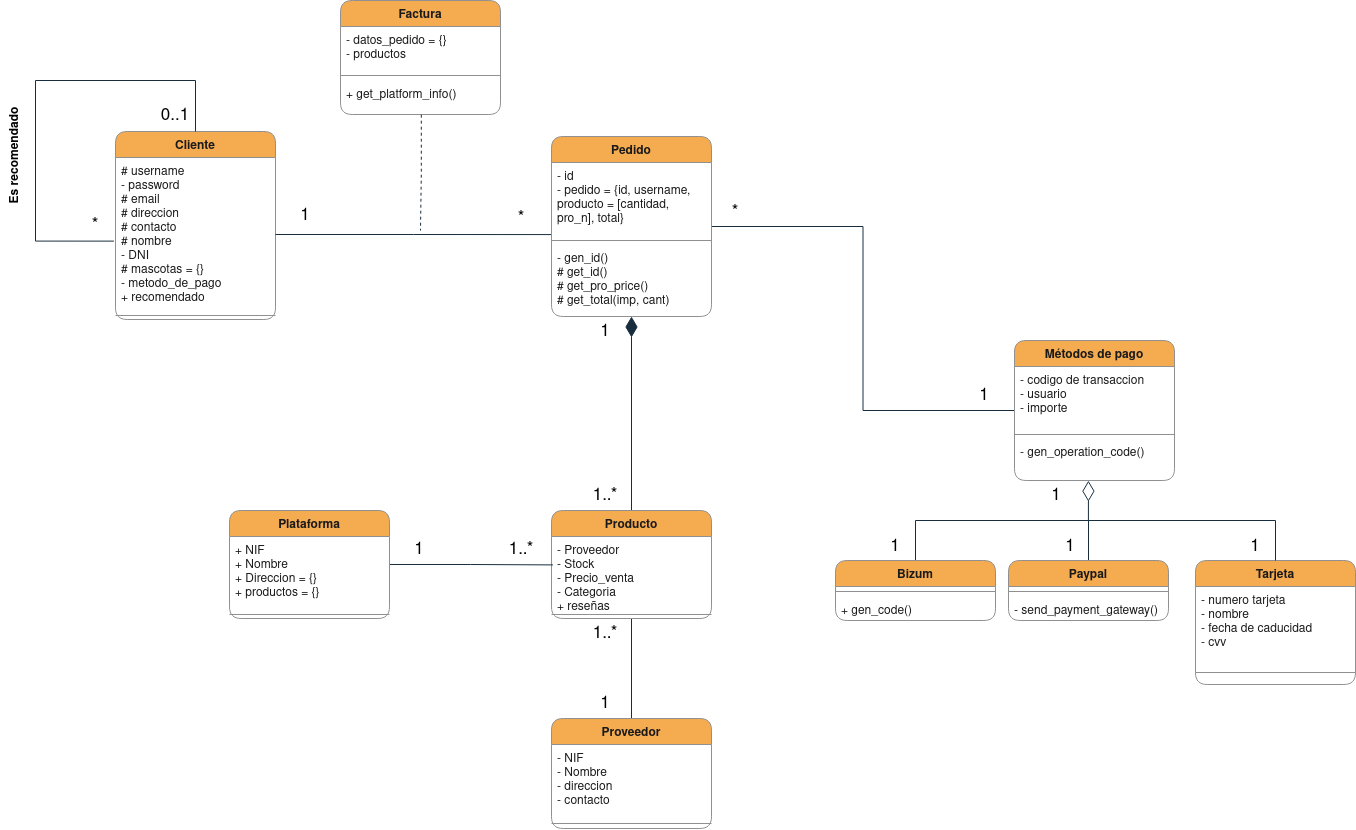 Factura
- datos_pedido = {}
- productos
+ get_platform_info()
Es recomendado
0..1
*
Cliente
# username
- password
# email
# direccion
# contacto
# nombre
- DNI
# mascotas = {}
- metodo_de_pago
+ recomendado
1
*
Pedido
- id
- pedido = {id, username,
producto = [cantidad,
pro_n], total}
- gen_id()
# get_id()
# get_pro_price()
# get_total(imp, cant)
*
1
1
1..*
Métodos de pago
- codigo de transaccion
- usuario
- importe
- gen_operation_code()
1
1
1
1
Plataforma
+ NIF
+ Nombre
+ Direccion = {}
+ productos = {}
1
1..*
Producto
- Proveedor
- Stock
- Precio_venta
- Categoria
+ reseñas
Bizum
+ gen_code()
Paypal
- send_payment_gateway()
Tarjeta
- numero tarjeta
- nombre
- fecha de caducidad
- cvv
1..*
1
Proveedor
- NIF
- Nombre
- direccion
- contacto